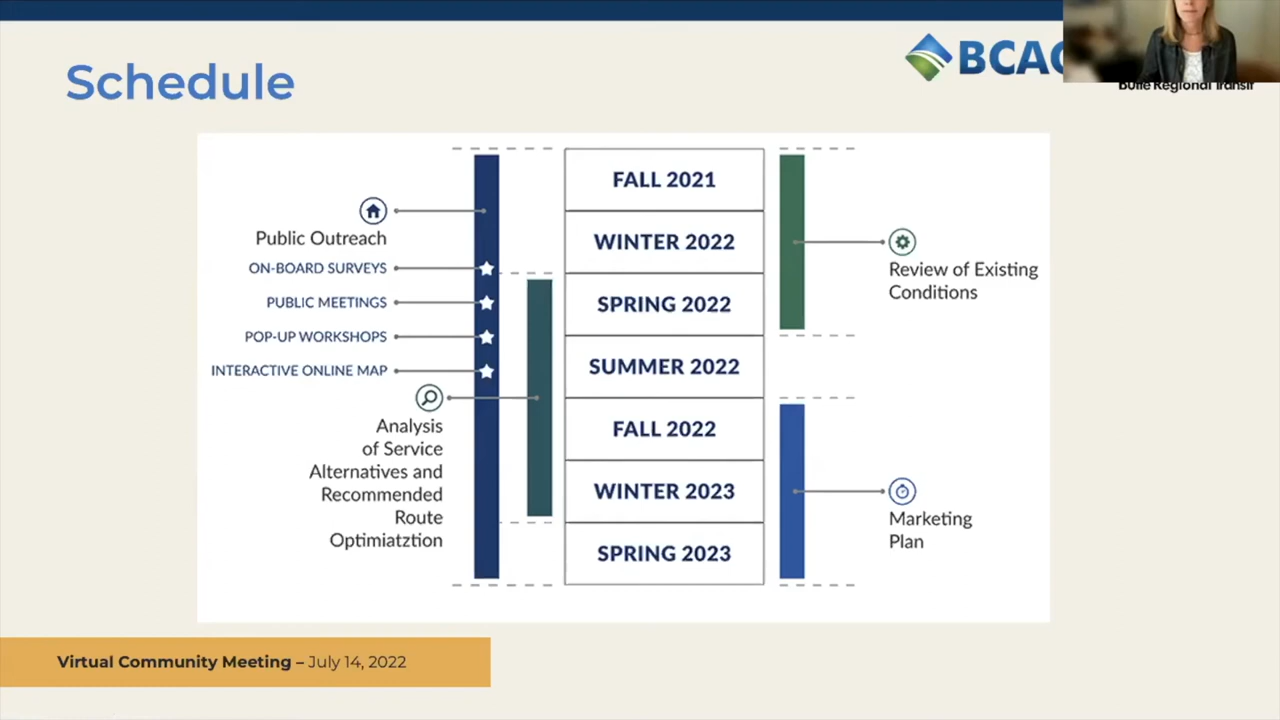 Schedule
BCAG
Butte Regional Transit
FALL 2021
WINTER 2022
SPRING 2022
SUMMER 2022
FALL 2022
WINTER 2023
SPRING 2023
Public Outreach
ON-BOARD SURVEYS
PUBLIC MEETINGS
POP-UP WORKSHOPS
INTERACTIVE ONLINE MAP
Analysis
of Service
Alternatives and
Recommended
Route
Optimiatztion
Review of Existing
Conditions
Marketing
Plan
Virtual Community Meeting – July 14, 2022